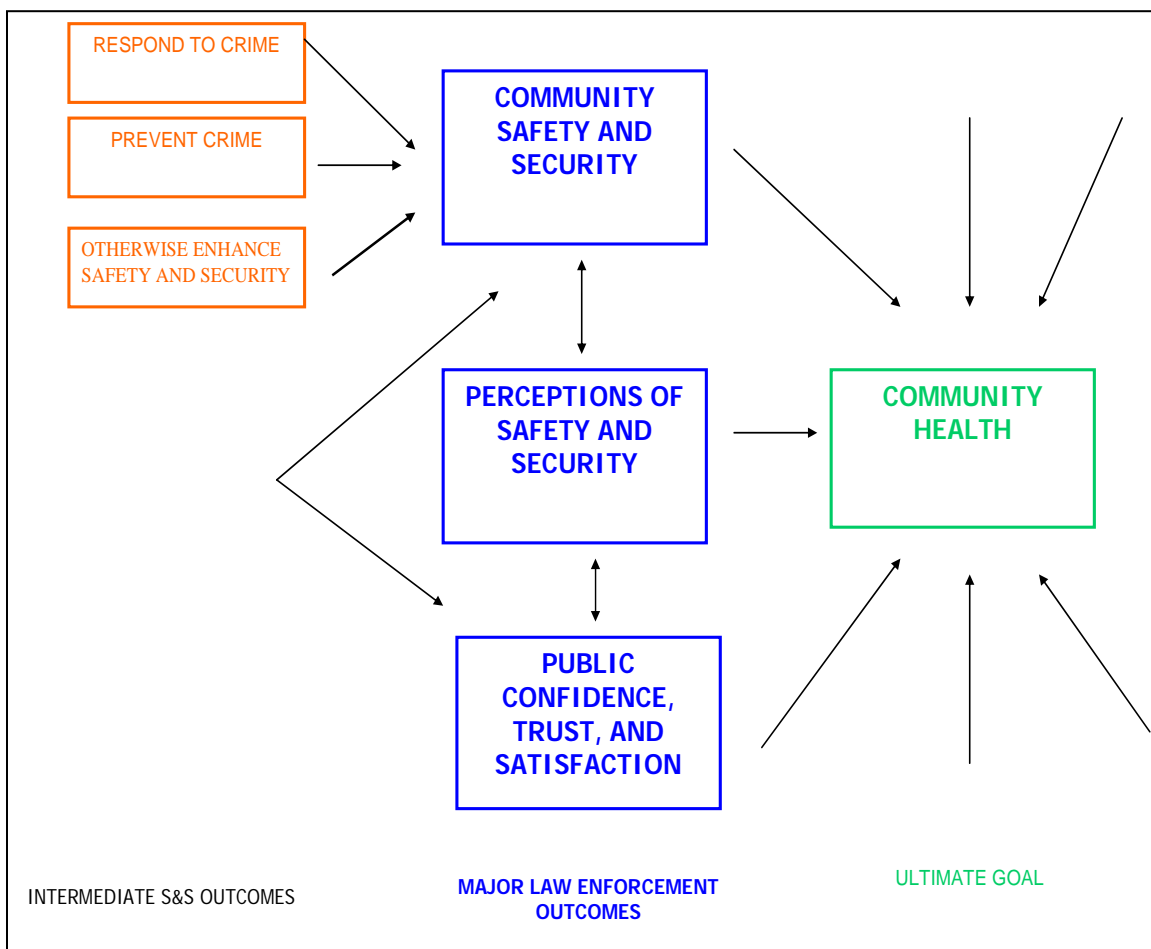 RESPOND TO CRIME
PREVENT CRIME
OTHERWISE ENHANCE
SAFETY AND SECURITY
COMMUNITY
SAFETY AND
SECURITY
PERCEPTIONS OF
SAFETY AND
SECURITY
PUBLIC
CONFIDENCE,
TRUST, AND
SATISFACTION
COMMUNITY
HEALTH
INTERMEDIATE S&S OUTCOMES
MAJOR LAW ENFORCEMENT
OUTCOMES
ULTIMATE GOAL